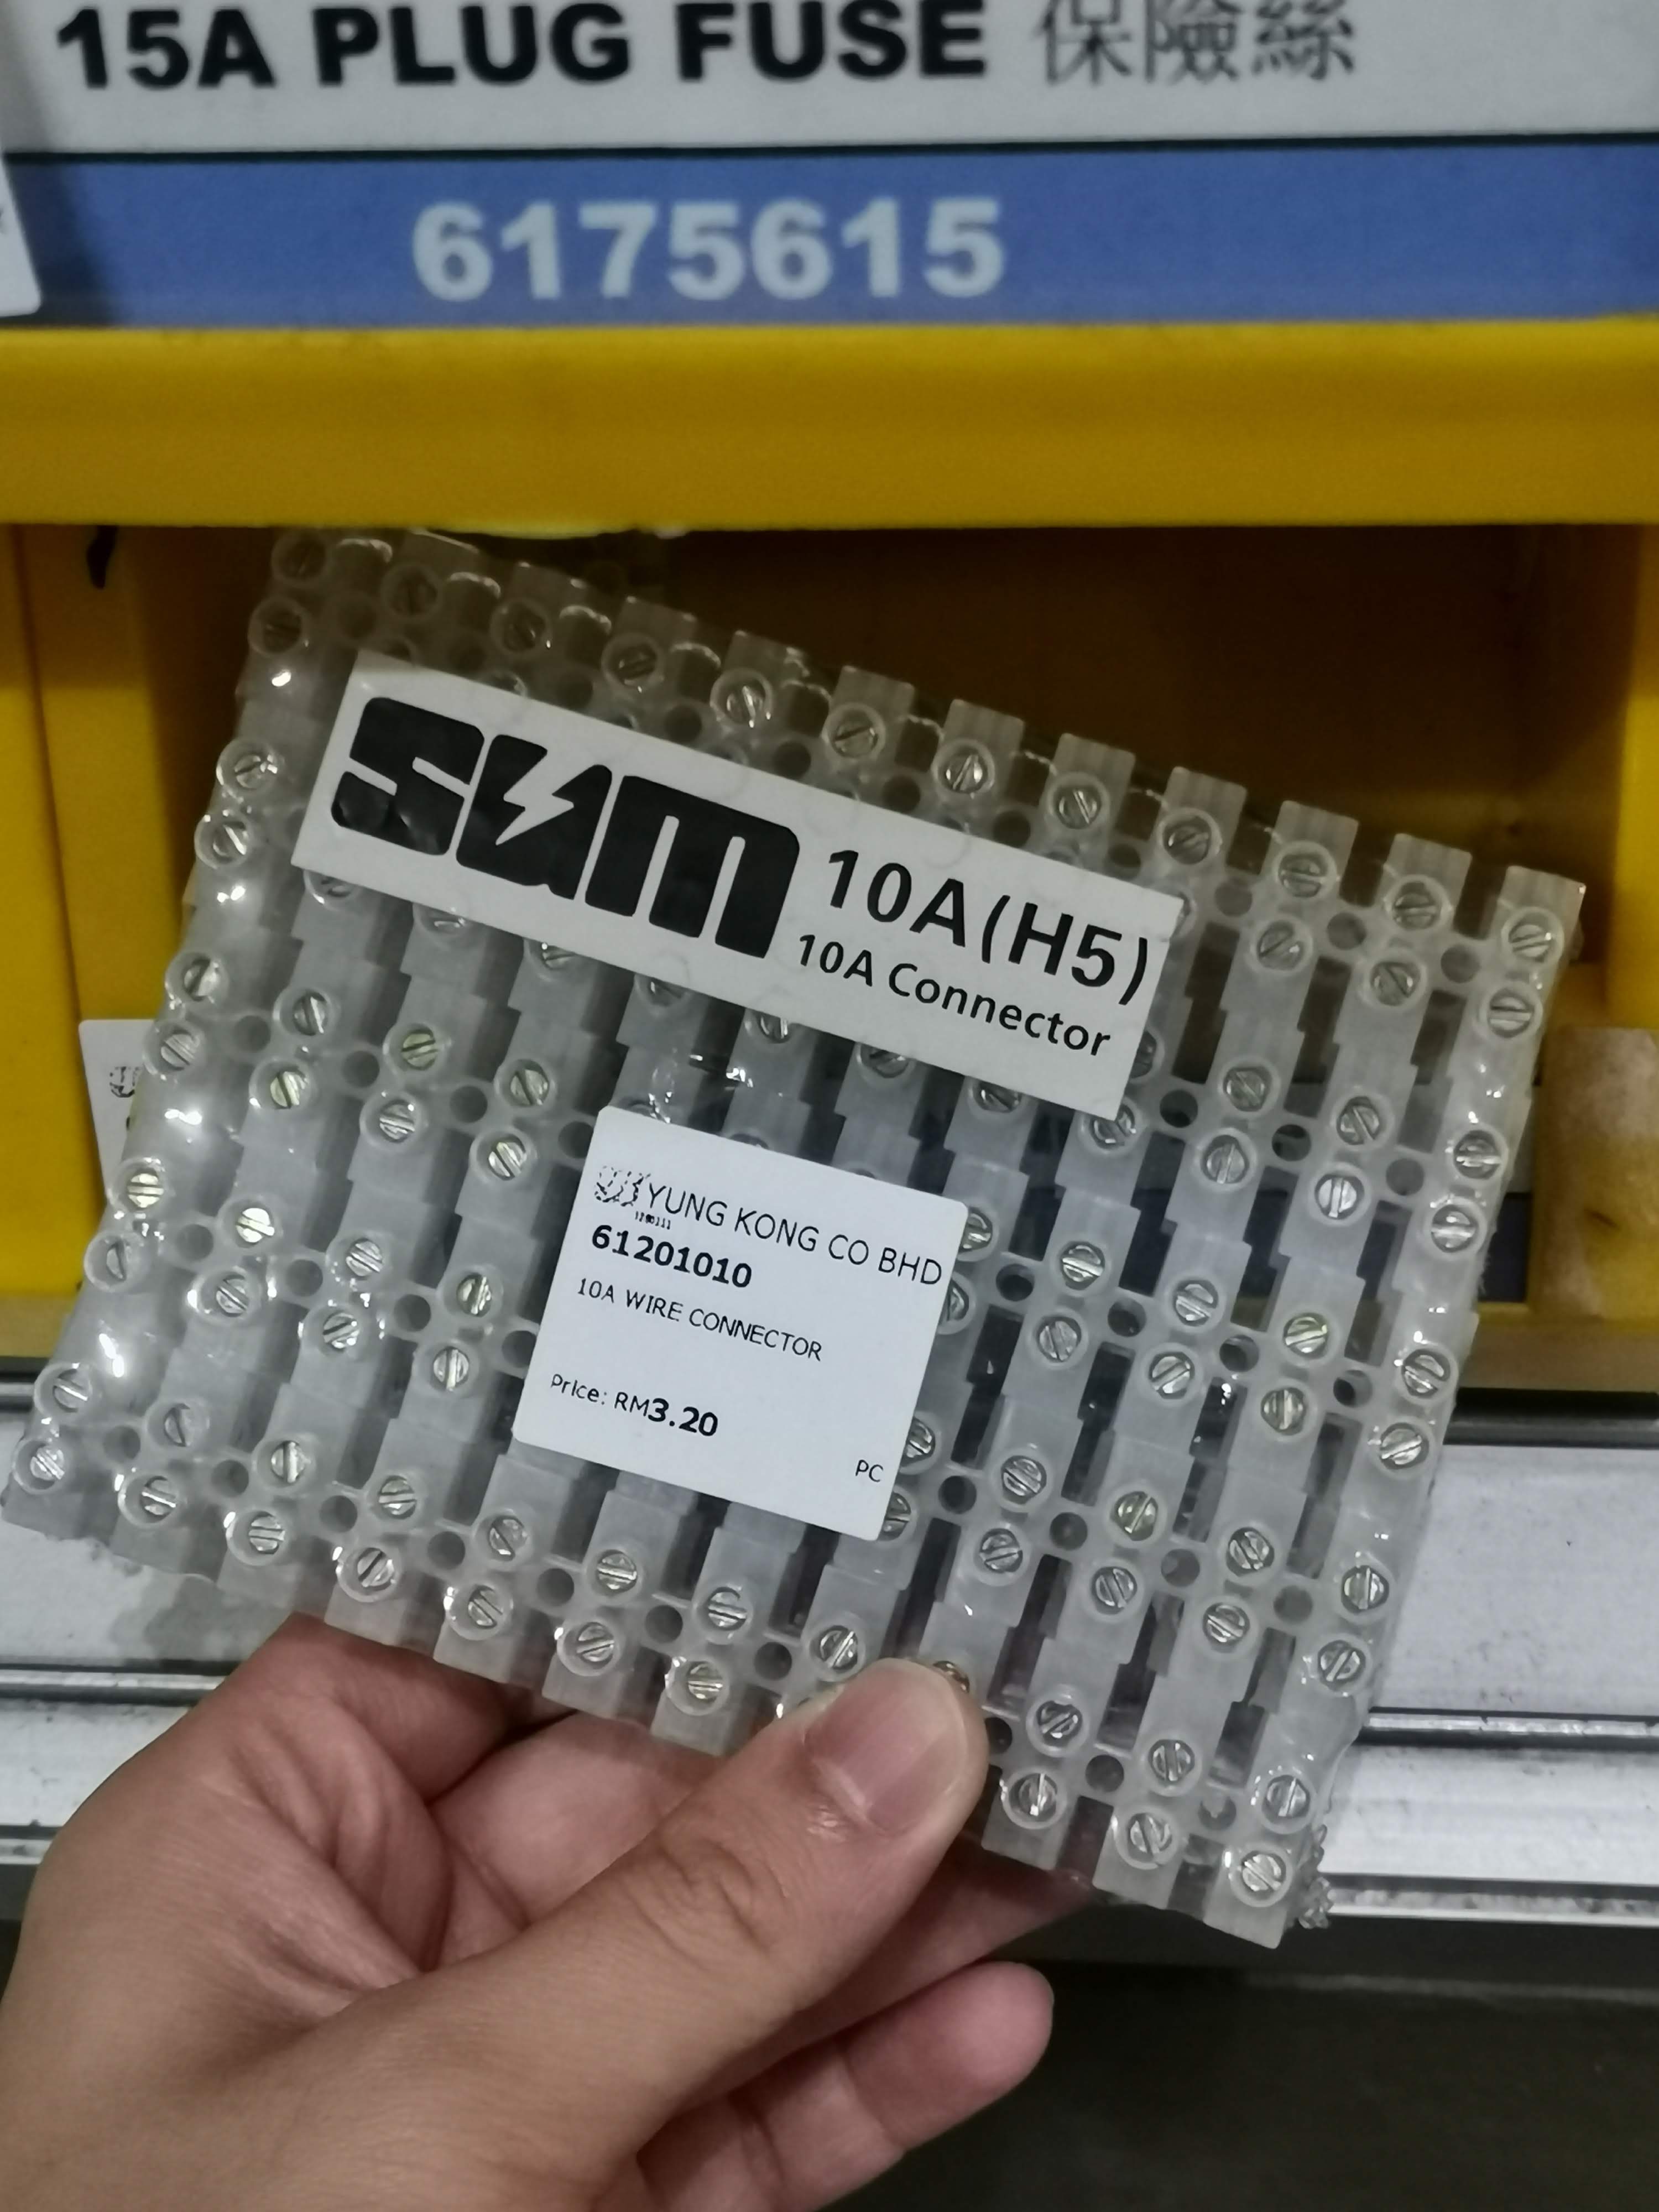 15A PLUG FUSE 保險絲
6175615
SUM 10A(H5)
10A Connector
YUNG KONG CO BHD
61201010
10A WIRE CONNECTOR
Price: RM3.20
PC